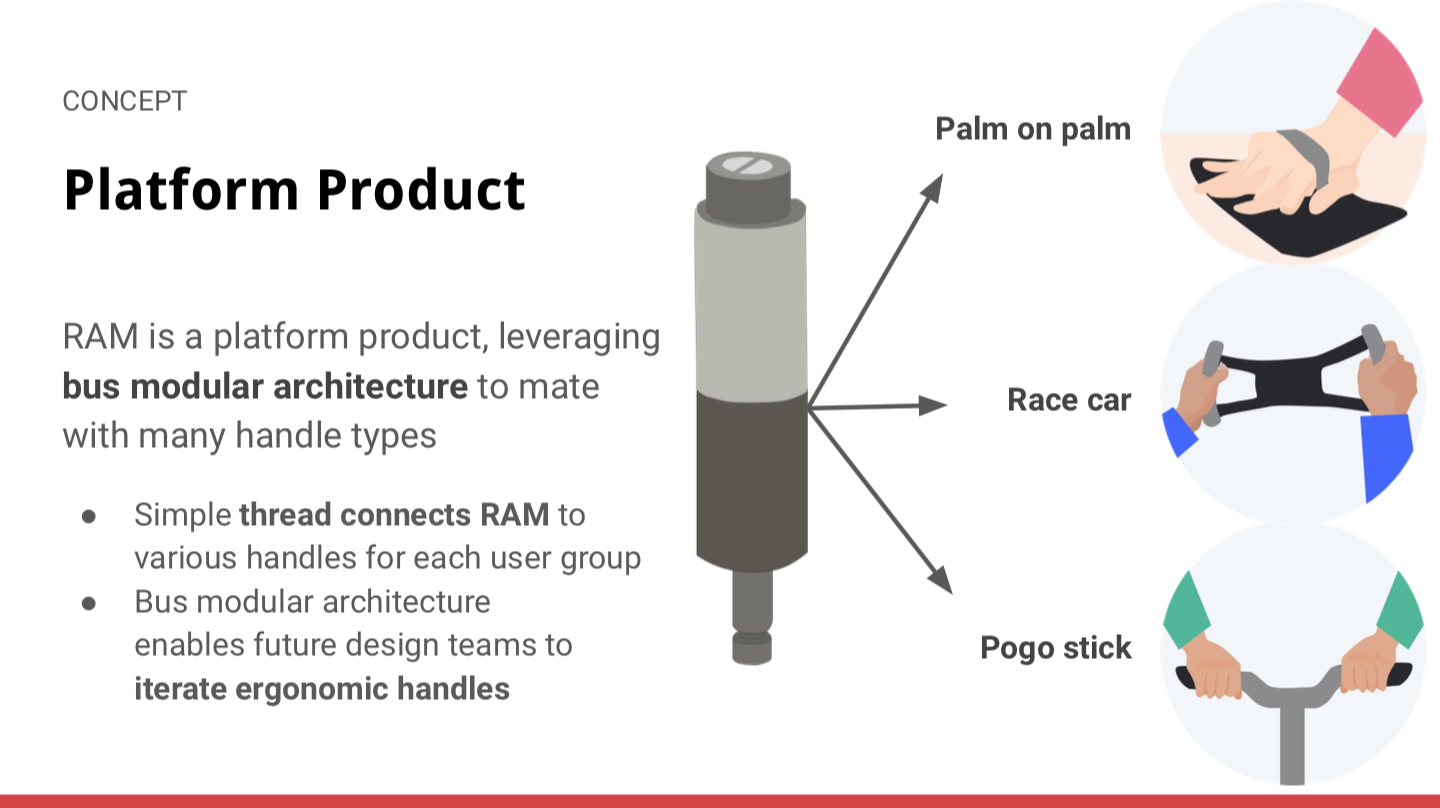 CONCEPT
Platform Product
RAM is a platform product, leveraging
bus modular architecture to mate
with many handle types
● Simple thread connects RAM to
various handles for each user group
● Bus modular architecture
enables future design teams to
iterate ergonomic handles
Palm on palm
Race car
Pogo stick